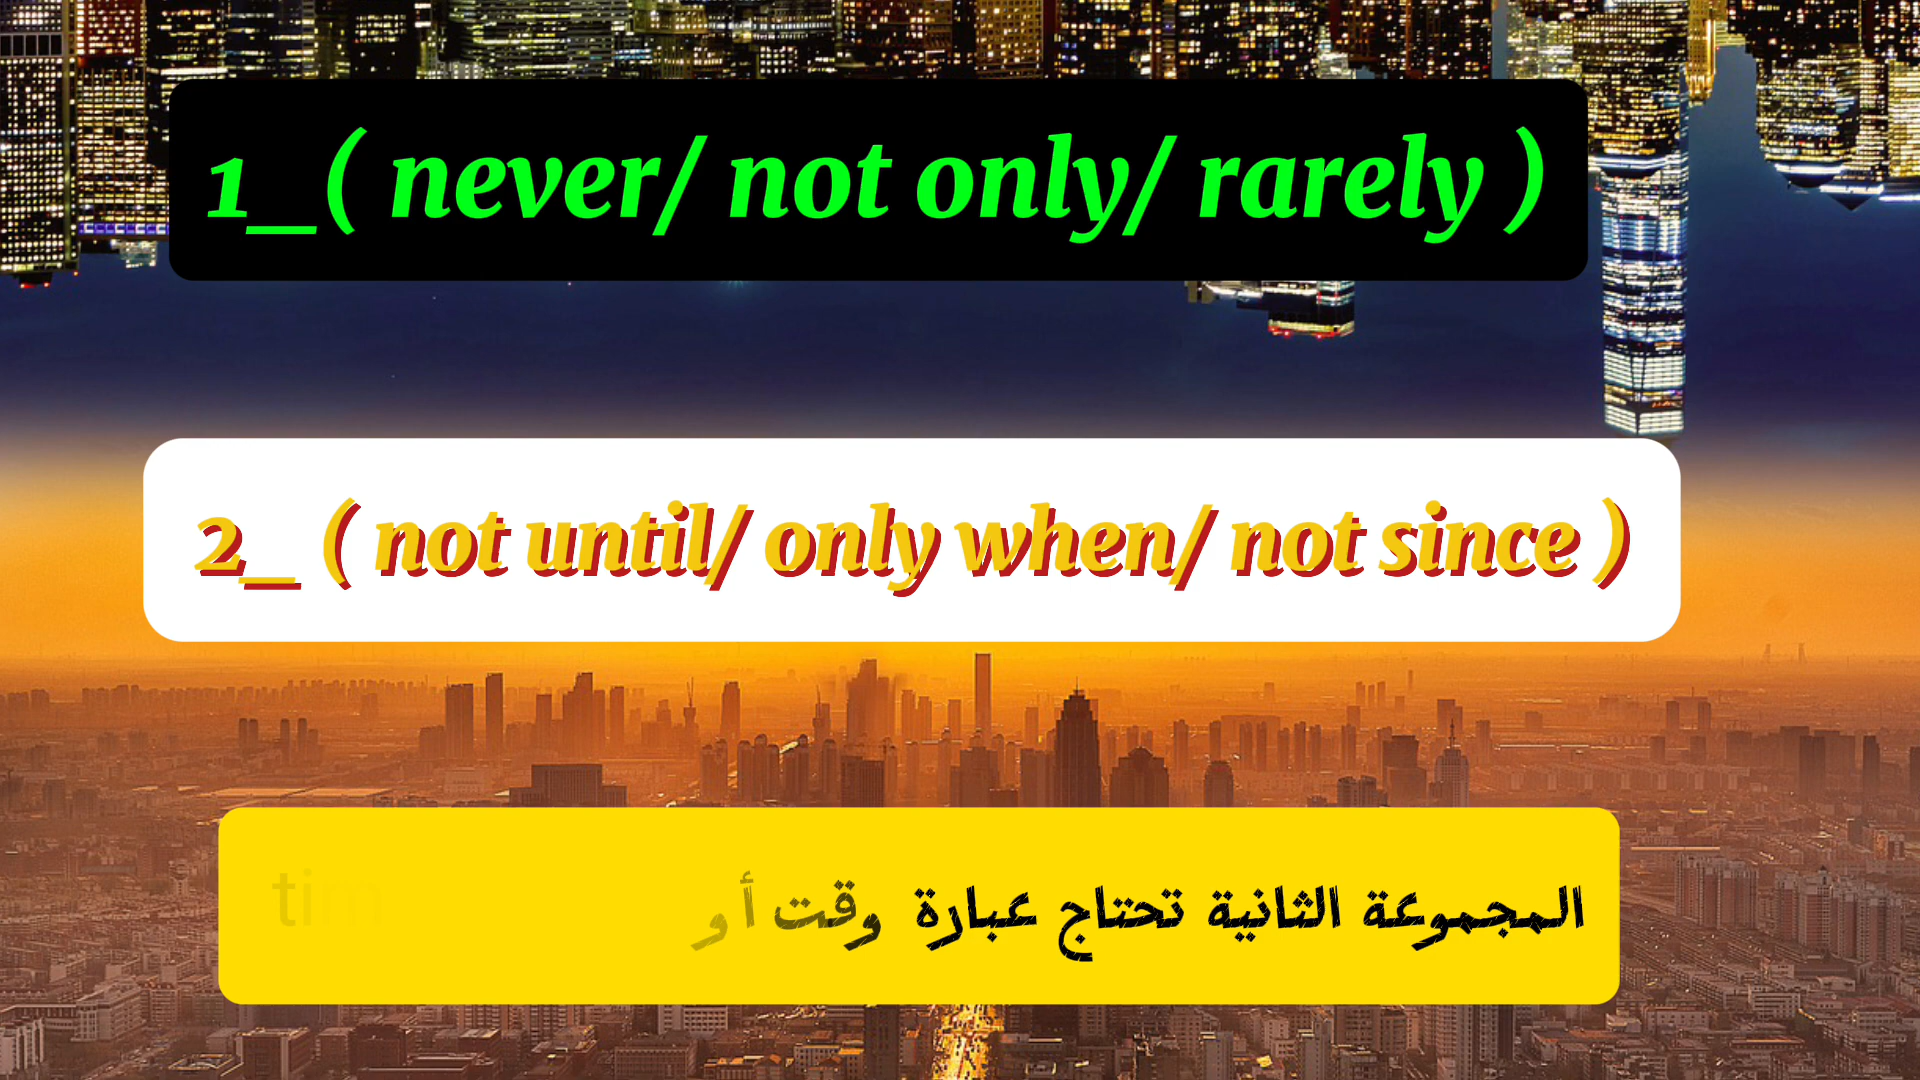 1_( never/ not only/ rarely )
2_ ( not until/ only when/ not since )
المجموعة الثانية تحتاج عبارة وقت أو